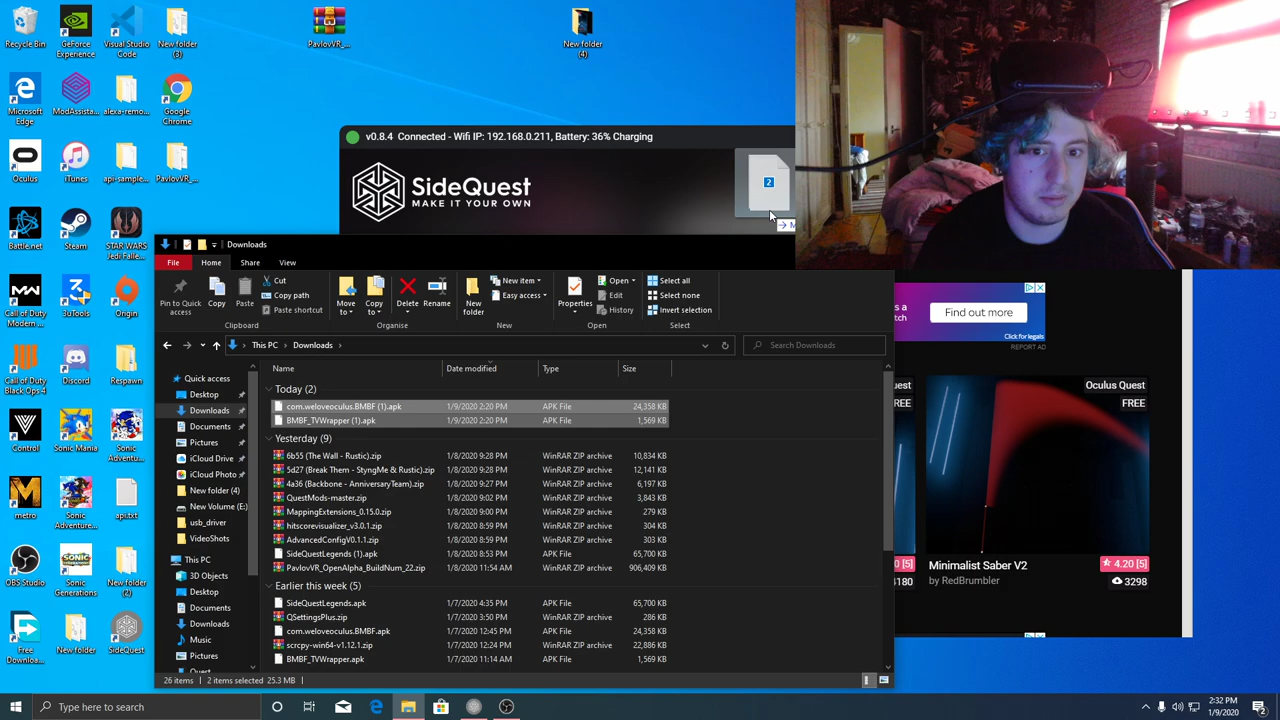 Recycle Bin
GeForce Experience
Visual Studio Code
New folder (3)
PavlovVR_...
New folder (4)
Microsoft Edge
ModAssista...
alexa-remo...
Google Chrome
Oculus
iTunes
api-sample...
PavlovVR_...
Battle.net
Steam
STAR WARS Jedi Falle...
Call of Duty Modern ...
3uTools
Origin
Call of Duty Black Ops 4
Discord
Respawn
Control
Sonic Mania
Sonic Adventu...
metro
Sonic Adventure...
api.txt
OBS Studio
Sonic Generations
New folder (2)
Free Downloa...
New folder
SideQuest
v0.8.4 Connected - Wifi IP: 192.168.0.211, Battery: 36% Charging
SideQuest
MAKE IT YOUR OWN
2
Downloads
File Home Share View
Pin to Quick access
Copy
Paste
Cut
Copy path
Paste shortcut
Clipboard
Move to
Copy to
Delete
Rename
Organise
New folder
New item
Easy access
New
Properties
Open
Edit
History
Open
Select all
Select none
Invert selection
Select
This PC > Downloads >
Search Downloads
Name Date modified Type Size
Quick access
Desktop
Downloads
Documents
Pictures
iCloud Drive
iCloud Photo
New folder (4)
New Volume (E:)
usb_driver
VideoShots
This PC
3D Objects
Desktop
Documents
Downloads
Music
Pictures
Quest
Today (2)
com.weloveoculus.BMBF (1).apk 1/9/2020 2:20 PM APK File 24,358 KB
BMBF_TVWrapper (1).apk 1/9/2020 2:20 PM APK File 1,569 KB
Yesterday (9)
6b55 (The Wall - Rustic).zip 1/8/2020 9:28 PM WinRAR ZIP archive 10,834 KB
5d27 (Break Them - StyngMe & Rustic).zip 1/8/2020 9:28 PM WinRAR ZIP archive 12,141 KB
4a36 (Backbone - AnniversaryTeam).zip 1/8/2020 9:27 PM WinRAR ZIP archive 6,197 KB
QuestMods-master.zip 1/8/2020 9:02 PM WinRAR ZIP archive 3,843 KB
MappingExtensions_0.15.0.zip 1/8/2020 9:00 PM WinRAR ZIP archive 279 KB
hitscorevisualizer_v3.0.1.zip 1/8/2020 8:59 PM WinRAR ZIP archive 304 KB
AdvancedConfigV0.1.1.zip 1/8/2020 8:59 PM WinRAR ZIP archive 303 KB
SideQuestLegends (1).apk 1/8/2020 8:53 PM APK File 65,700 KB
PavlovVR_OpenAlpha_BuildNum_22.zip 1/8/2020 11:54 AM WinRAR ZIP archive 906,409 KB
Earlier this week (5)
SideQuestLegends.apk 1/7/2020 4:35 PM APK File 65,700 KB
QSettingsPlus.zip 1/7/2020 3:50 PM WinRAR ZIP archive 286 KB
com.weloveoculus.BMBF.apk 1/7/2020 12:45 PM APK File 24,358 KB
scrcpy-win64-v1.12.1.zip 1/7/2020 12:24 PM WinRAR ZIP archive 22,886 KB
BMBF_TVWrapper.apk 1/7/2020 11:14 AM APK File 1,569 KB
26 items 2 items selected 25.3 MB
s a
tch
Find out more
Click for legals
REPORT AD
uest
EE
Oculus Quest
FREE
[5]
180
4.20 [5]
3298
Minimalist Saber V2
by RedBrumbler
Type here to search
2:32 PM
1/9/2020
2